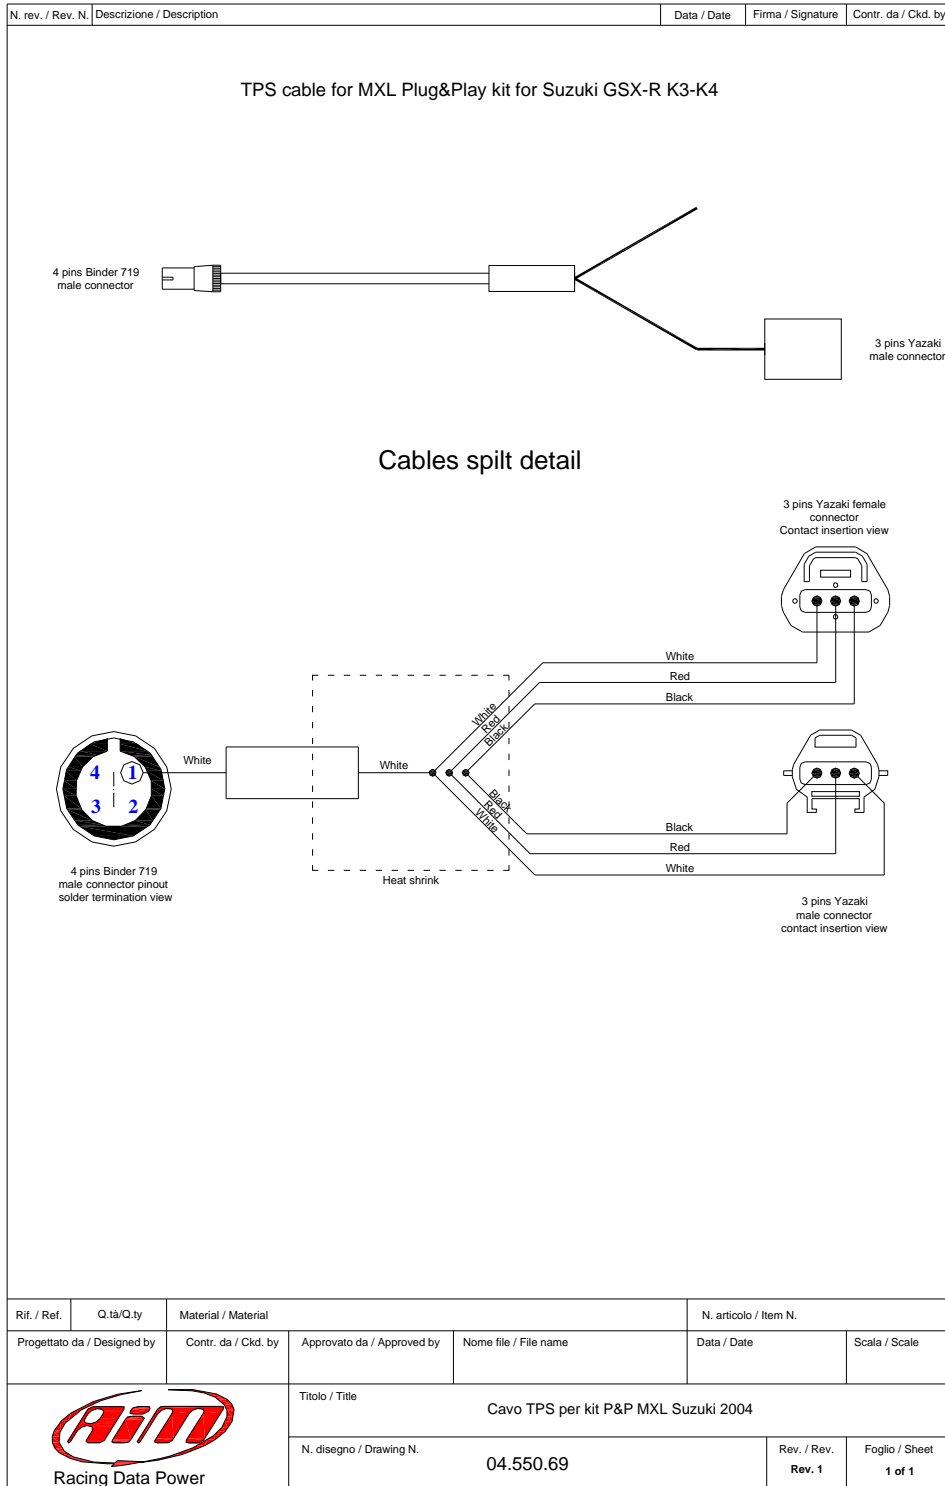 N. rev. / Rev. N. Descrizione / Description Data / Date Firma / Signature Contr. da / Ckd. by
TPS cable for MXL Plug&Play kit for Suzuki GSX-R K3-K4
4 pins Binder 719
male connector
3 pins Yazaki
male connector
Cables spilt detail
3 pins Yazaki female
connector
Contact insertion view
White
Red
Black
White
Red
Black
White
White
4 1
3 2
Black
Red
White
Black
Red
White
Heat shrink
4 pins Binder 719
male connector pinout
solder termination view
3 pins Yazaki
male connector
contact insertion view
Rif. / Ref. Q.tà/Q.ty Material / Material N. articolo / Item N.
Progettato da / Designed by Contr. da / Ckd. by Approvato da / Approved by Nome file / File name Data / Date Scala / Scale
AiM
Racing Data Power
Titolo / Title
Cavo TPS per kit P&P MXL Suzuki 2004
N. disegno / Drawing N.
04.550.69
Rev. / Rev.
Rev. 1
Foglio / Sheet
1 of 1